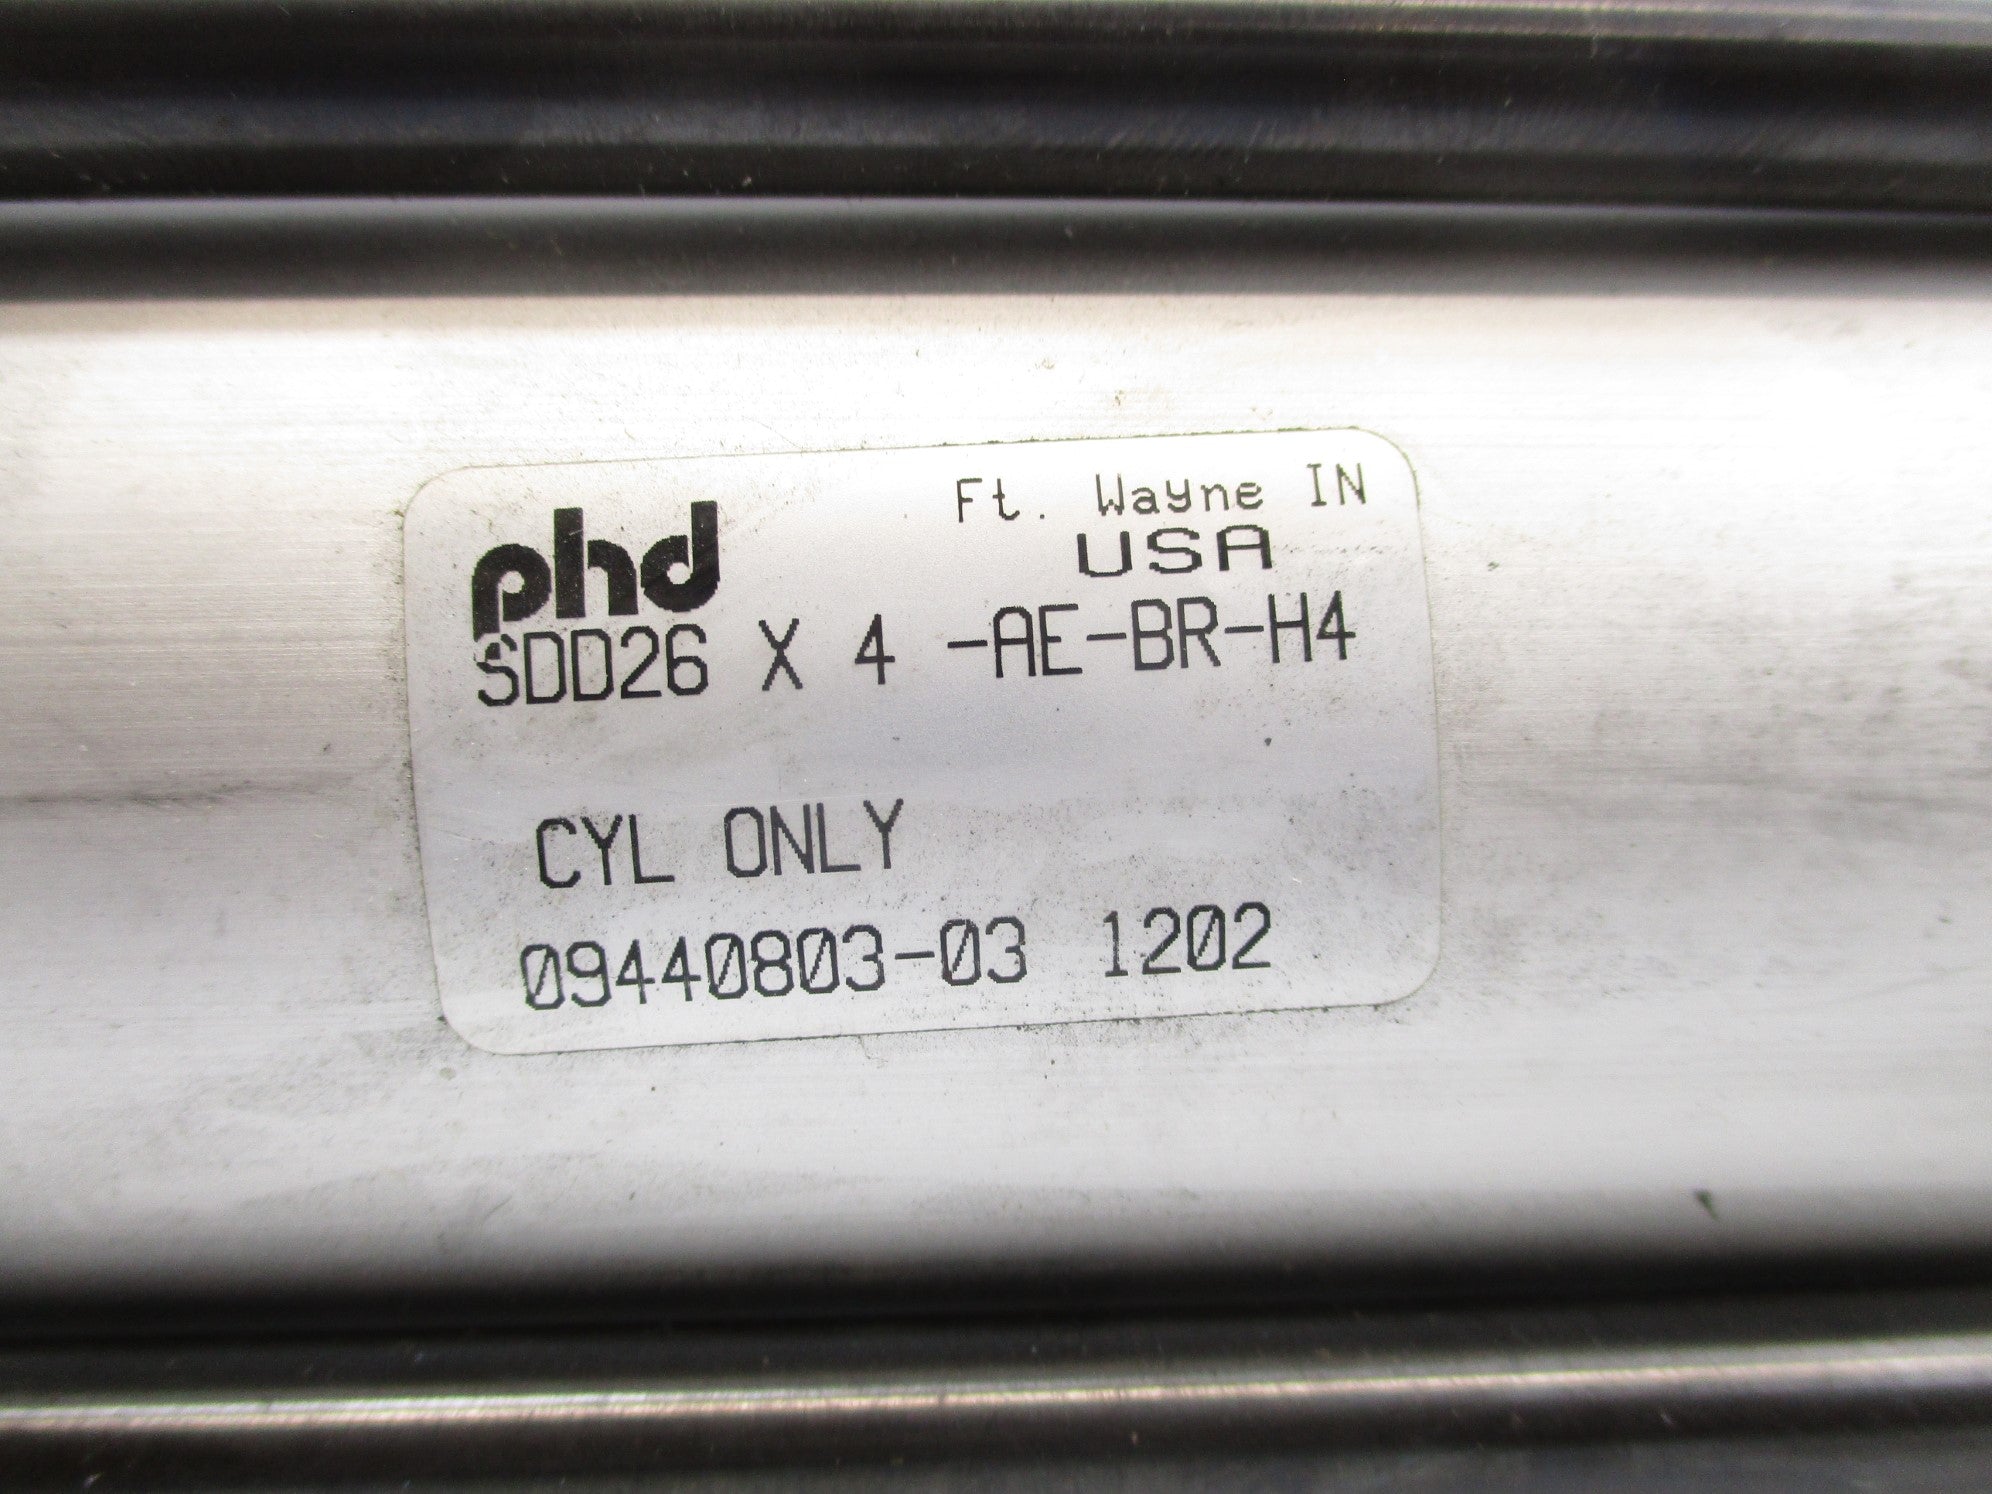 phd Ft. Wayne IN
USA
SDD26 X 4 -AE-BR-H4
CYL ONLY
09440803-03 1202